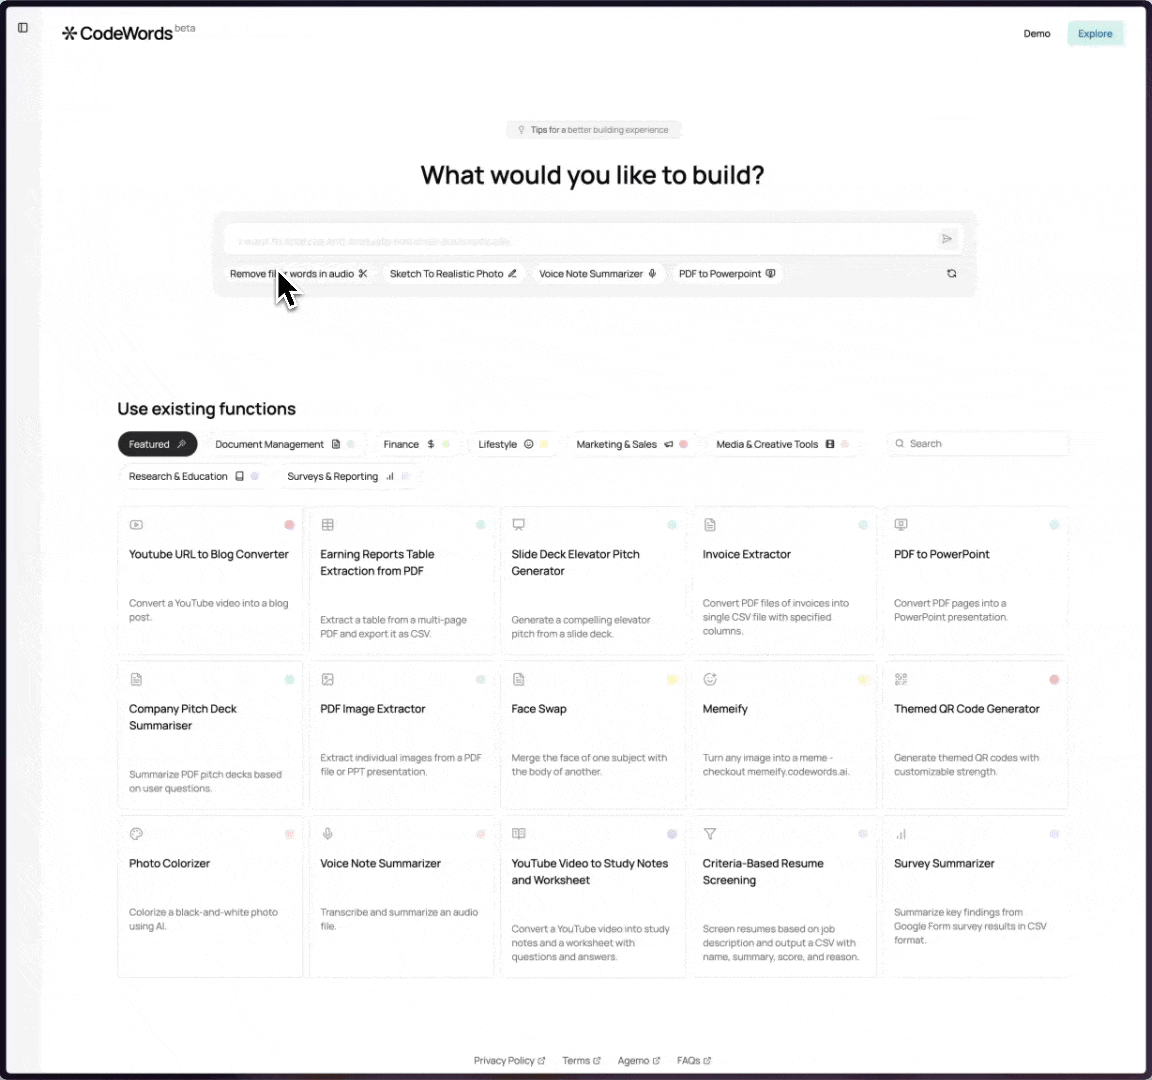 CodeWords beta
Demo
Explore
Tips for a better building experience
What would you like to build?
Remove fil words in audio
Sketch To Realistic Photo
Voice Note Summarizer
PDF to Powerpoint
Use existing functions
Featured
Document Management
Finance
Lifestyle
Marketing & Sales
Media & Creative Tools
Search
Research & Education
Surveys & Reporting
Youtube URL to Blog Converter
Convert a YouTube video into a blog
post.
Earning Reports Table
Extraction from PDF
Extract a table from a multi-page
PDF and export it as CSV.
Slide Deck Elevator Pitch
Generator
Generate a compelling elevator
pitch from a slide deck.
Invoice Extractor
Convert PDF files of invoices into
single CSV file with specified
columns.
PDF to PowerPoint
Convert PDF pages into a
PowerPoint presentation.
Company Pitch Deck
Summariser
Summarize PDF pitch decks based
on user questions.
PDF Image Extractor
Extract individual images from a PDF
file or PPT presentation.
Face Swap
Merge the face of one subject with
the body of another.
Memeify
Turn any image into a meme -
checkout memeify.codewords.ai.
Themed QR Code Generator
Generate themed QR codes with
customizable strength.
Photo Colorizer
Colorize a black-and-white photo
using AI.
Voice Note Summarizer
Transcribe and summarize an audio
file.
YouTube Video to Study Notes
and Worksheet
Convert a YouTube video into study
notes and a worksheet with
questions and answers.
Criteria-Based Resume
Screening
Screen resumes based on job
description and output a CSV with
name, summary, score, and reason.
Survey Summarizer
Summarize key findings from
Google Form survey results in CSV
format.
Privacy Policy
Terms
Agemo
FAQs